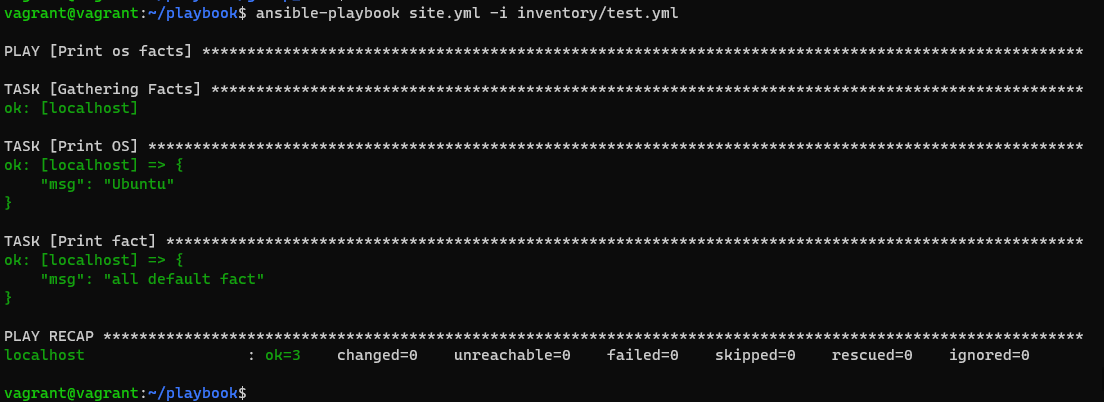 vagrant@vagrant:~/playbook$ ansible-playbook site.yml -i inventory/test.yml
PLAY [Print os facts] **************************************************************************************************
TASK [Gathering Facts] *************************************************************************************************
ok: [localhost]
TASK [Print OS] ********************************************************************************************************
ok: [localhost] => {
    "msg": "Ubuntu"
}
TASK [Print fact] ******************************************************************************************************
ok: [localhost] => {
    "msg": "all default fact"
}
PLAY RECAP *************************************************************************************************************
localhost                  : ok=3    changed=0    unreachable=0    failed=0    skipped=0    rescued=0    ignored=0
vagrant@vagrant:~/playbook$